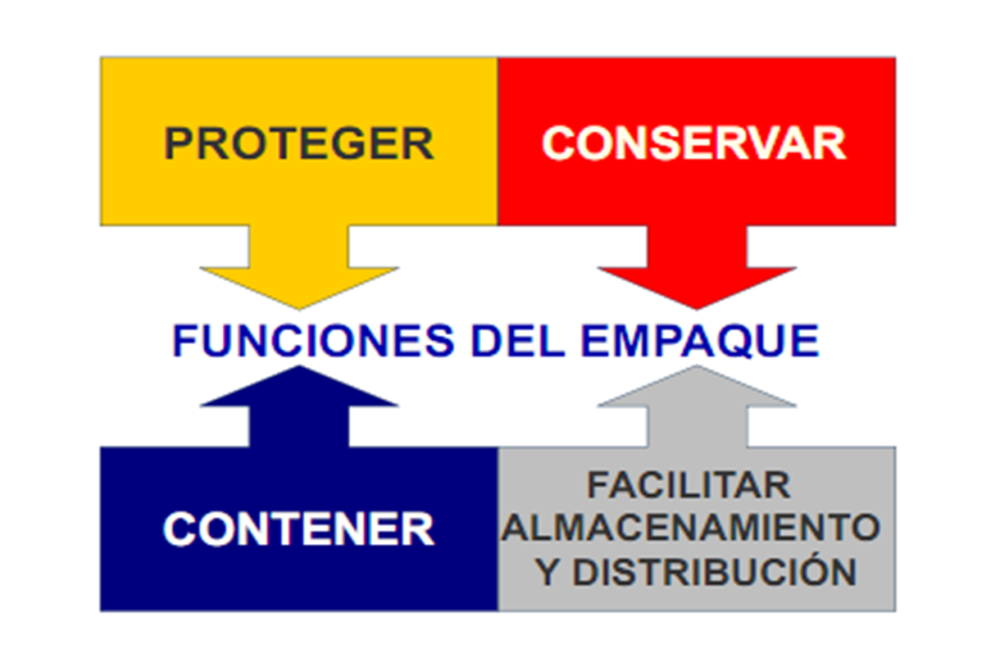 PROTEGER
CONSERVAR
FUNCIONES DEL EMPAQUE
CONTENER
FACILITAR
ALMACENAMIENTO
Y DISTRIBUCIÓN